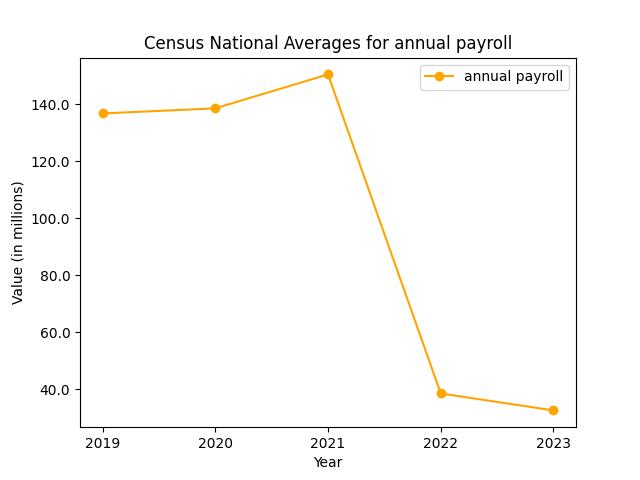 Census National Averages for annual payroll
annual payroll
140.0
120.0
100.0
80.0
60.0
40.0
Value (in millions)
2019 2020 2021 2022 2023
Year